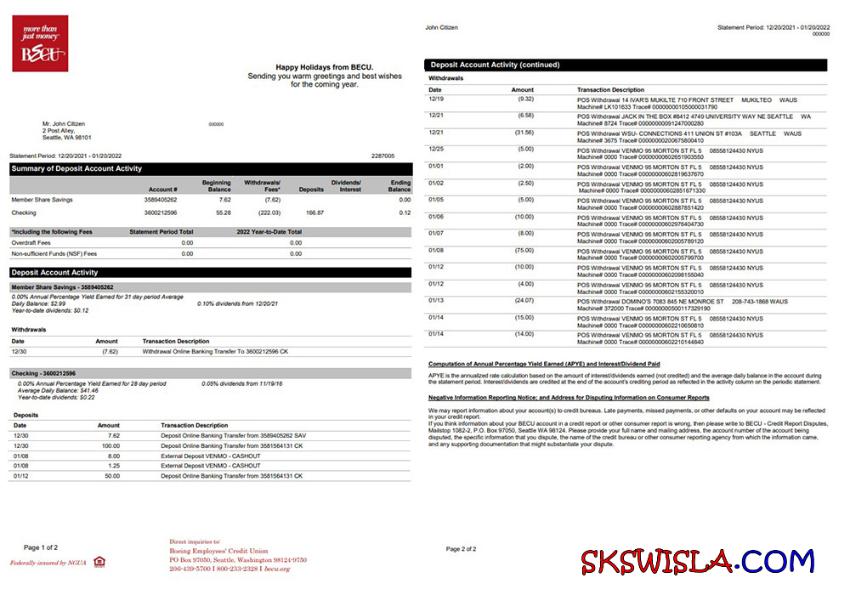 more than
just money
BECU
Happy Holidays from BECU.
Sending you warm greetings and best wishes
for the coming year.
Mr. John Citizen
2 Post Alley,
Seattle, WA 98101
000000
Statement Period: 12/20/2021 - 01/20/2022 2287005
Summary of Deposit Account Activity
Account # Beginning Balance Withdrawals/ Fees* Deposits Dividends/ Interest Ending Balance
Member Share Savings 3589405262 7.62 (7.62) 0.00
Checking 3600212596 55.28 (222.03) 166.87 0.12
*Including the following Fees Statement Period Total 2022 Year-to-Date Total
Overdraft Fees 0.00 0.00
Non-sufficient Funds (NSF) Fees 0.00 0.00
Deposit Account Activity
Member Share Savings - 3589405262
0.00% Annual Percentage Yield Earned for 31 day period Average
Daily Balance: $2.99 0.10% dividends from 12/20/21
Year-to-date dividends: $0.12
Withdrawals
Date Amount Transaction Description
12/30 (7.62) Withdrawal Online Banking Transfer To 3600212596 CK
Checking - 3600212596
0.00% Annual Percentage Yield Earned for 28 day period 0.05% dividends from 11/19/16
Average Daily Balance: $41.46
Year-to-date dividends: $0.22
Deposits
Date Amount Transaction Description
12/30 7.62 Deposit Online Banking Transfer from 3589405262 SAV
12/30 100.00 Deposit Online Banking Transfer from 3581564131 CK
01/08 8.00 External Deposit VENMO - CASHOUT
01/08 1.25 External Deposit VENMO - CASHOUT
01/12 50.00 Deposit Online Banking Transfer from 3581564131 CK
Page 1 of 2
Federally insured by NCUA
Direct inquiries to:
Boeing Employees' Credit Union
PO Box 97050, Seattle, Washington 98124-9750
206-439-5700 I 800-233-2328 I becu.org
John Citizen Statement Period: 12/20/2021 - 01/20/2022
000000
Deposit Account Activity (continued)
Withdrawals
Date Amount Transaction Description
12/19 (9.32) POS Withdrawal 14 IVAR'S MUKILTE 710 FRONT STREET MUKILTEO WAUS
Machine# LK101633 Trace#
12/21 (6.58) POS Withdrawal JACK IN THE BOX #8412 4749 UNIVERSITY WAY NE SEATTLE WA
Machine# 8724 Trace#
12/21 (31.56) POS Withdrawal WSU- CONNECTIONS 411 UNION ST #103A SEATTLE WAUS
Machine# 3675 Trace#
12/25 (5.00) POS Withdrawal VENMO 95 MORTON ST FL 5 08558124430 NYUS
Machine# 0000 Trace#
01/01 (2.00) POS Withdrawal VENMO 95 MORTON ST FL 5 08558124430 NYUS
Machine# 0000 Trace#
01/02 (2.50) POS Withdrawal VENMO 95 MORTON ST FL 5 08558124430 NYUS
Machine# 0000 Trace#
01/05 (5.00) POS Withdrawal VENMO 95 MORTON ST FL 5 08558124430 NYUS
Machine# 0000 Trace#
01/06 (10.00) POS Withdrawal VENMO 95 MORTON ST FL 5 08558124430 NYUS
Machine# 0000 Trace#
01/07 (8.00) POS Withdrawal VENMO 95 MORTON ST FL 5 08558124430 NYUS
Machine# 0000 Trace#
01/08 (75.00) POS Withdrawal VENMO 95 MORTON ST FL 5 08558124430 NYUS
Machine# 0000 Trace#
01/12 (10.00) POS Withdrawal VENMO 95 MORTON ST FL 5 08558124430 NYUS
Machine# 0000 Trace#
01/12 (4.00) POS Withdrawal VENMO 95 MORTON ST FL 5 08558124430 NYUS
Machine# 0000 Trace#
01/13 (24.07) POS Withdrawal DOMINO'S 7083 845 NE MONROE ST 208-743-1868 WAUS
Machine# 372000 Trace#
01/14 (15.00) POS Withdrawal VENMO 95 MORTON ST FL 5 08558124430 NYUS
Machine# 0000 Trace#
01/14 (14.00) POS Withdrawal VENMO 95 MORTON ST FL 5 08558124430 NYUS
Machine# 0000 Trace#
Computation of Annual Percentage Yield Earned (APYE) and Interest/Dividend Paid
APYE is the annualized rate calculation based on the amount of interest/dividends earned (not credited) and the average daily balance in the account during
the statement period. Interest/dividends are credited at the end of the account's crediting period as reflected in the activity column on the periodic statement.
Negative Information Reporting Notice; and Address for Disputing Information on Consumer Reports
We may report information about your account(s) to credit bureaus. Late payments, missed payments, or other defaults on your account may be reflected
in your credit report.
If you think information about your BECU account in a credit report or other consumer report is wrong, then please write to BECU - Credit Report Disputes,
Mailstop 1082-2, P.O. Box 97050, Seattle WA 98124. Please provide your full name and mailing address, the account number of the account being
disputed, the specific information that you dispute, the name of the credit bureau or other consumer reporting agency from which the information came,
and any supporting documentation that might substantiate your dispute.
Page 2 of 2
SKSWISLA.COM